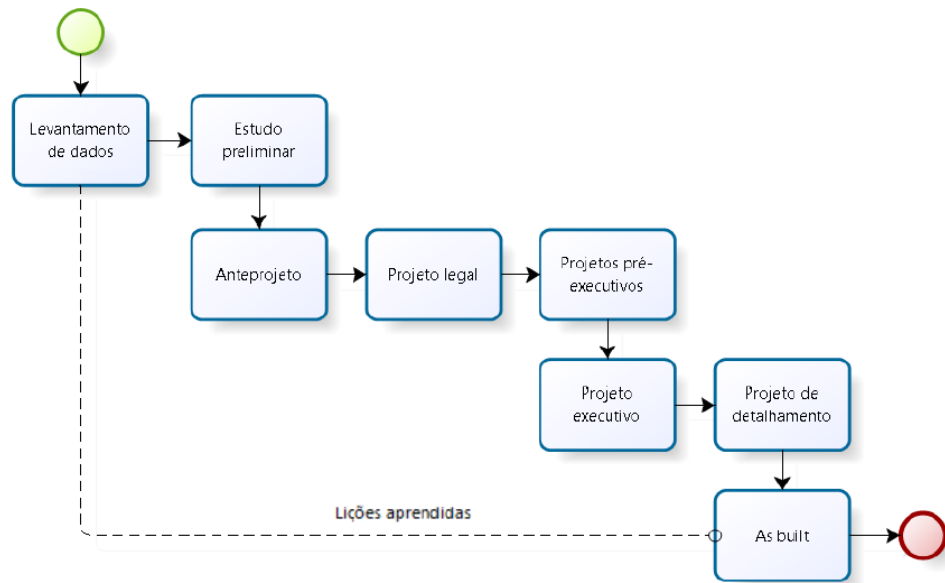 Levantamento
de dados
Estudo
preliminar
Anteprojeto
Projeto legal
Projetos pré-
executivos
Projeto
executivo
Projeto de
detalhamento
Lições aprendidas
As built